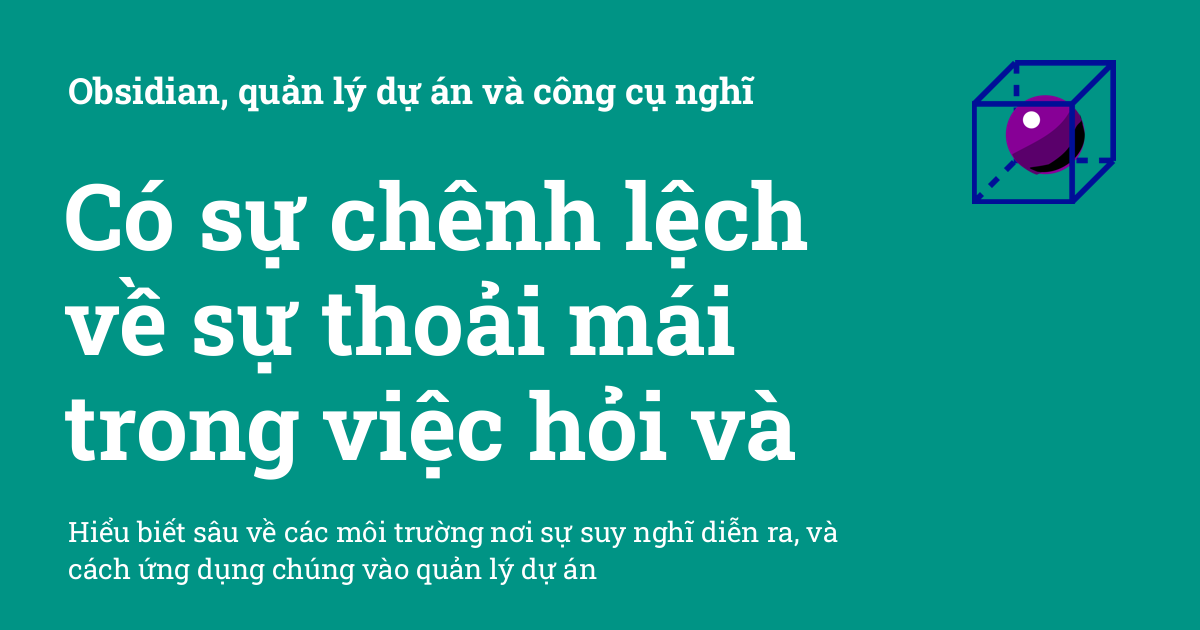 Obsidian, quản lý dự án và công cụ nghĩ
Có sự chênh lệch
về sự thoải mái
trong việc hỏi và
Hiểu biết sâu về các môi trường nơi sự suy nghĩ diễn ra, và
cách ứng dụng chúng vào quản lý dự án